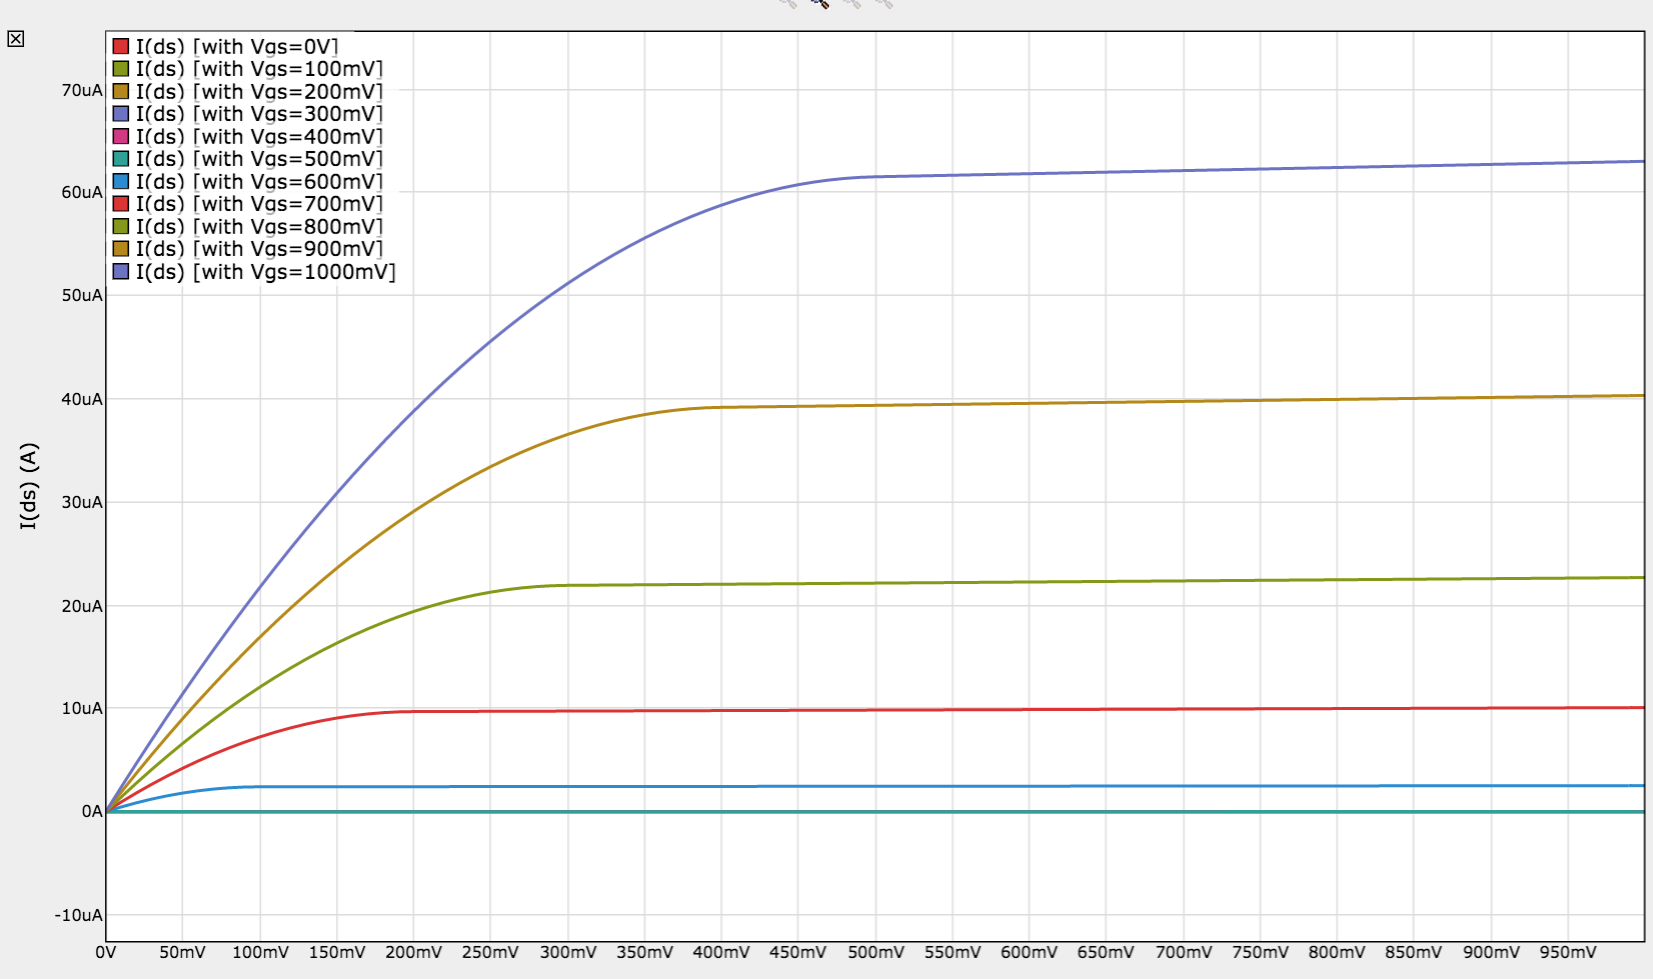 I(ds) [with Vgs=0V]
I(ds) [with Vgs=100mV]
I(ds) [with Vgs=200mV]
I(ds) [with Vgs=300mV]
I(ds) [with Vgs=400mV]
I(ds) [with Vgs=500mV]
I(ds) [with Vgs=600mV]
I(ds) [with Vgs=700mV]
I(ds) [with Vgs=800mV]
I(ds) [with Vgs=900mV]
I(ds) [with Vgs=1000mV]
70uA
60uA
50uA
40uA
30uA
20uA
10uA
0A
-10uA
I(ds) (A)
0V 50mV 100mV 150mV 200mV 250mV 300mV 350mV 400mV 450mV 500mV 550mV 600mV 650mV 700mV 750mV 800mV 850mV 900mV 950mV